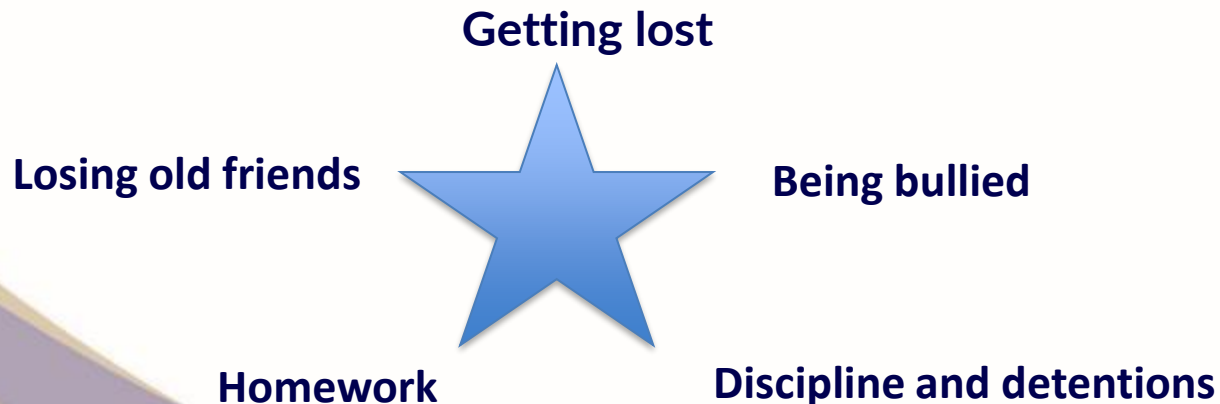 Getting lost
Losing old friends
Being bullied
Homework
Discipline and detentions